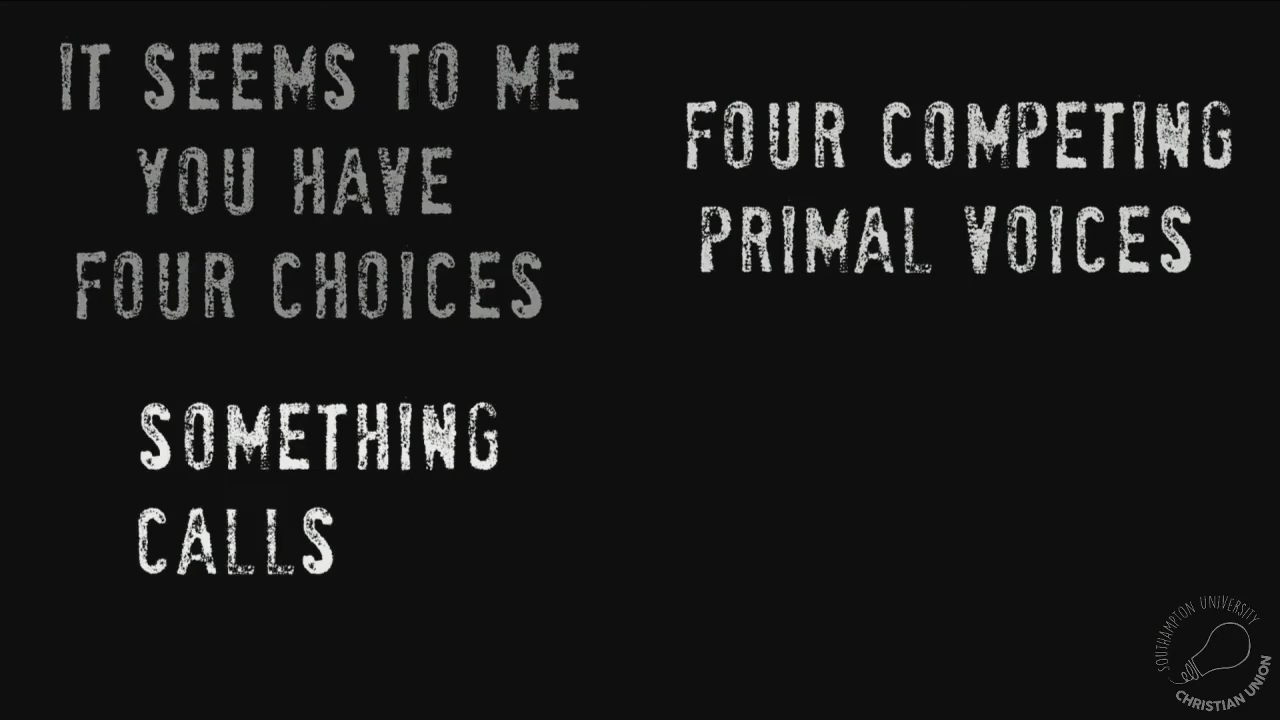 IT SEEMS TO ME
YOU HAVE
FOUR CHOICES
FOUR COMPETING
PRIMAL VOICES
SOMETHING
CALLS
SOUTHAMPTON UNIVERSITY
CHRISTIAN UNION